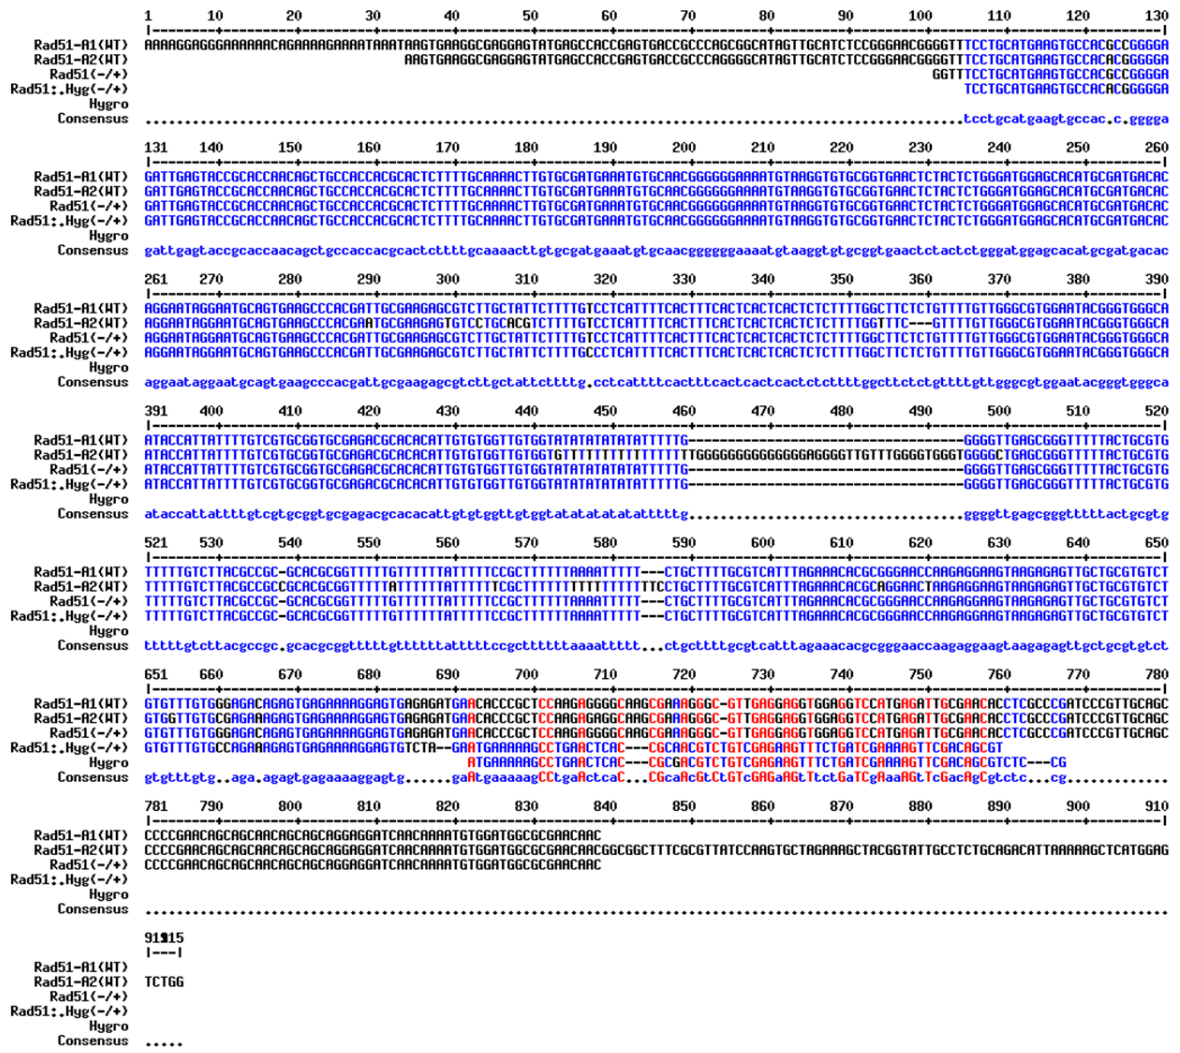 1 10 20 30 40 50 60 70 80 90 100 110 120 130
|--------+---------+---------+---------+---------+---------+---------+---------+---------+---------+---------+---------+---------|
Rad51-A1(WT) AAAAGGAGGGAAAAAACAGAAAAGAAAATAAATAAGTGAAGGCGAGGAGTATGAGCCACCGAGTGACCGCCCAGCGGCATAGTTGCATCTCCGGGAACGGGGTTTCCTGCATGAAGTGCCACGCCGGGGA
Rad51-A2(WT) AAGTGAAGGCGAGGAGTATGAGCCACCGAGTGACCGCCCAGGGGCATAGTTGCATCTCCGGGAACGGGGTTTCCTGCATGAAGTGCCACACGGGGGA
Rad51(-/+) GGTTTCCTGCATGAAGTGCCACGCCGGGGA
Rad51:.Hyg(-/+) TCCTGCATGAAGTGCCACACGGGGGA
Hygro
Consensus ........................................................................................................tcctgcatgaagtgccac.c.gggga
131 140 150 160 170 180 190 200 210 220 230 240 250 260
|--------+---------+---------+---------+---------+---------+---------+---------+---------+---------+---------+---------+---------|
Rad51-A1(WT) GATTGAGTACCGCACCAACAGCTGCCACCACGCACTCTTTTGCAAAACTTGTGCGATGAAATGTGCAACGGGGGGAAAATGTAAGGTGTGCGGTGAACTCTACTCTGGGATGGAGCACATGCGATGACAC
Rad51-A2(WT) GATTGAGTACCGCACCAACAGCTGCCACCACGCACTCTTTTGCAAAACTTGTGCGATGAAATGTGCAACGGGGGGAAAATGTAAGGTGTGCGGTGAACTCTACTCTGGGATGGAGCACATGCGATGACAC
Rad51(-/+) GATTGAGTACCGCACCAACAGCTGCCACCACGCACTCTTTTGCAAAACTTGTGCGATGAAATGTGCAACGGGGGGAAAATGTAAGGTGTGCGGTGAACTCTACTCTGGGATGGAGCACATGCGATGACAC
Rad51:.Hyg(-/+) GATTGAGTACCGCACCAACAGCTGCCACCACGCACTCTTTTGCAAAACTTGTGCGATGAAATGTGCAACGGGGGGAAAATGTAAGGTGTGCGGTGAACTCTACTCTGGGATGGAGCACATGCGATGACAC
Hygro
Consensus gattgagtaccgcaccaacagctgccaccacgcactcttttgcaaaacttgtgcgatgaaatgtgcaacggggggaaaatgtaaggtgtgcggtgaactctactctgggatggagcacatgcgatgacac
261 270 280 290 300 310 320 330 340 350 360 370 380 390
|--------+---------+---------+---------+---------+---------+---------+---------+---------+---------+---------+---------+---------|
Rad51-A1(WT) AGGAATAGGAATGCAGTGAAGCCCACGATTGCGAAGAGCGTCTTGCTATTCTTTTGTCCTCATTTTCACTTTCACTCACTCACTCTCTTTTGGCTTCTCTGTTTTGTTGGGCGTGGAATACGGGTGGGCA
Rad51-A2(WT) AGGAATAGGAATGCAGTGAAGCCCACGAATGCGAAGAGTGTCCTGCACGTCTTTTGTCCTCATTTTCACTTTCACTCACTCACTCTCTTTTGGTTTC---GTTTTGTTGGGCGTGGAATACGGGTGGGCA
Rad51(-/+) AGGAATAGGAATGCAGTGAAGCCCACGATTGCGAAGAGCGTCTTGCTATTCTTTTGTCCTCATTTTCACTTTCACTCACTCACTCTCTTTTGGCTTCTCTGTTTTGTTGGGCGTGGAATACGGGTGGGCA
Rad51:.Hyg(-/+) AGGAATAGGAATGCAGTGAAGCCCACGATTGCGAAGAGCGTCTTGCTATTCTTTTGCCCTCATTTTCACTTTCACTCACTCACTCTCTTTTGGCTTCTCTGTTTTGTTGGGCGTGGAATACGGGTGGGCA
Hygro
Consensus aggaataggaatgcagtgaagcccacgattgcgaagagcgtcttgctattcttttg.cctcattttcactttcactcactcactctcttttggcttctctgttttgttgggcgtggaatacgggtgggca
391 400 410 420 430 440 450 460 470 480 490 500 510 520
|--------+---------+---------+---------+---------+---------+---------+---------+---------+---------+---------+---------+---------|
Rad51-A1(WT) ATACCATTATTTTGTCGTGCGGTGCGAGACGCACACATTGTGTGGTTGTGGTATATATATATATTTTTG-----------------------------------GGGGTTGAGCGGGTTTTTACTGCGTG
Rad51-A2(WT) ATACCATTATTTTGTCGTGCGGTGCGAGACGCACACATTGTGTGGTTGTGGTGTTTTTTTTTTTTTTTTTGGGGGGGGGGGGGGGAGGGGTTGTTTGGGGTGGGTGGGGCTGAGCGGGTTTTTACTGCGTG
Rad51(-/+) ATACCATTATTTTGTCGTGCGGTGCGAGACGCACACATTGTGTGGTTGTGGTATATATATATATTTTTG-----------------------------------GGGGTTGAGCGGGTTTTTACTGCGTG
Rad51:.Hyg(-/+) ATACCATTATTTTGTCGTGCGGTGCGAGACGCACACATTGTGTGGTTGTGGTATATATATATATTTTTG-----------------------------------GGGGTTGAGCGGGTTTTTACTGCGTG
Hygro
Consensus ataccattattttgtcgtgcggtgcgagacgcacacattgtgtggttgtggtatatatatatatttttg...................................ggggttgagcgggtttttactgcgtg
521 530 540 550 560 570 580 590 600 610 620 630 640 650
|--------+---------+---------+---------+---------+---------+---------+---------+---------+---------+---------+---------+---------|
Rad51-A1(WT) TTTTTGTCTTACGCCGC-GCACGCGGTTTTTGTTTTTTATTTTTCCGCTTTTTTAAAATTTTT---CTGCTTTTGCGTCATTTAGAAACACGCGGGAACCAAGAGGAAGTAAGAGAGTTGCTGCGTGTCT
Rad51-A2(WT) TTTTTGTCTTACGCCGCCGCACGCGGTTTTTATTTTTTATTTTTTCGCTTTTTTTTTTTTTTTTTCCTGCTTTTGCGTCATTTAGAAACACGCAGGAACTAAGAGGAAGTAAGAGAGTTGCTGCGTGTCT
Rad51(-/+) TTTTTGTCTTACGCCGC-GCACGCGGTTTTTGTTTTTTATTTTTCCGCTTTTTTAAAATTTTT---CTGCTTTTGCGTCATTTAGAAACACGCGGGAACCAAGAGGAAGTAAGAGAGTTGCTGCGTGTCT
Rad51:.Hyg(-/+) TTTTTGTCTTACGCCGC-GCACGCGGTTTTTGTTTTTTATTTTTCCGCTTTTTTAAAATTTTT---CTGCTTTTGCGTCATTTAGAAACACGCGGGAACCAAGAGGAAGTAAGAGAGTTGCTGCGTGTCT
Hygro
Consensus tttttgtcttacgccgc.gcacgcggtttttgttttttatttttccgcttttttaaaattttt...ctgcttttgcgtcatttagaaacacgcgggaaccaagaggaagtaagagagttgctgcgtgtct
651 660 670 680 690 700 710 720 730 740 750 760 770 780
|--------+---------+---------+---------+---------+---------+---------+---------+---------+---------+---------+---------+---------|
Rad51-A1(WT) GTGTTTGTGGGAGACAGAGTGAGAAAAGGAGTGAGAGATGAACACCCGCTCCAAGAGGGGCAAGCGAAAGGGC-GTTGAGGAGGTGGAGGTCCATGAGATTGCGAACACCTCGCCCGATCCCGTTGCAGC
Rad51-A2(WT) GTGGTTGTGCGAGAAAGAGTGAGAAAAGGAGTGAGAGATGAACACCCGCTCCAAGAGAGGCAAGCGAAAGGGC-GTTGAGGAGGTGGAGGTCCATGAGATTGCGAACACCTCGCCCGATCCCGTTGCAGC
Rad51(-/+) GTGTTTGTGGGAGACAGAGTGAGAAAAGGAGTGAGAGATGAACACCCGCTCCAAGAGGGGCAAGCGAAAGGGC-GTTGAGGAGGTGGAGGTCCATGAGATTGCGAACACCTCGCCCGATCCCGTTGCAGC
Rad51:.Hyg(-/+) GTGTTTGTGCCAGAAAGAGTGAGAAAAGGAGTGTCTA--GAATGAAAAAGCCTGAACTCAC---CGCAACGTCTGTCGAGAAGTTTCTGATCGAAAAGTTCGACAGCGT
Hygro ATGAAAAAGCCTGAACTCAC---CGCGACGTCTGTCGAGAAGTTTCTGATCGAAAAGTTCGACAGCGTCTC---CG
Consensus gtgtttgtg..aga.agagtgagaaaaggagtg......gaAtgaaaaagCCtgaActcaC...CGcaAcGtCtGTcGAGaAGtTtctGaTCgAaaAGtTcGacAgCgtctc...cg.............
781 790 800 810 820 830 840 850 860 870 880 890 900 910
|--------+---------+---------+---------+---------+---------+---------+---------+---------+---------+---------+---------+---------|
Rad51-A1(WT) CCCCGAACAGCAGCAACAGCAGCAGGAGGATCAACAAAATGTGGATGGCGCGAACAAC
Rad51-A2(WT) CCCCGAACAGCAGCAACAGCAGCAGGAGGATCAACAAAATGTGGATGGCGCGAACAACGGCGGCTTTCGCGTTATCCAAGTGCTAGAAAGCTACGGTATTGCCTCTGCAGACATTAAAAAGCTCATGGAG
Rad51(-/+) CCCCGAACAGCAGCAACAGCAGCAGGAGGATCAACAAAATGTGGATGGCGCGAACAAC
Rad51:.Hyg(-/+)
Hygro
Consensus ..................................................................................................................................
|---|
Rad51-A1(WT)
Rad51-A2(WT) TCTGG
Rad51(-/+)
Rad51:.Hyg(-/+)
Hygro
Consensus .....